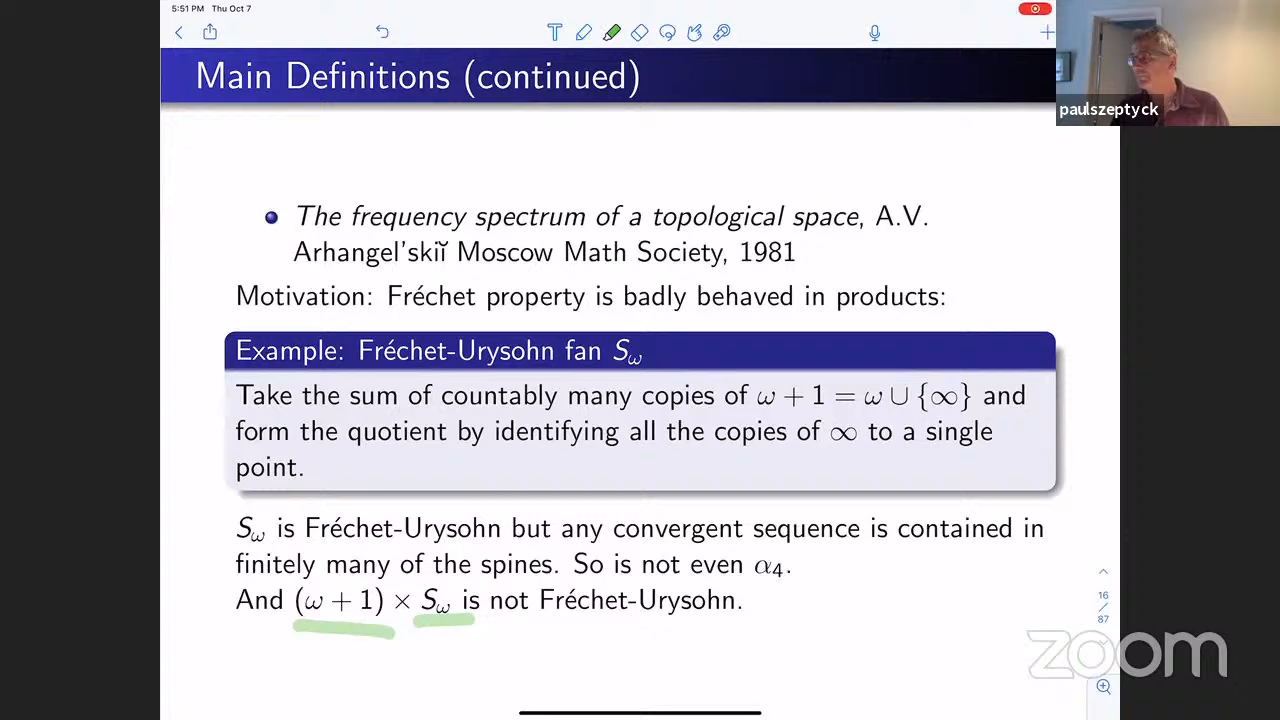 5:51 PM Thu Oct 7
Main Definitions (continued)
paulszeptyck
The frequency spectrum of a topological space, A.V.
Arhangel'skiĭ Moscow Math Society, 1981
Motivation: Fréchet property is badly behaved in products:
Example: Fréchet-Urysohn fan Sω
Take the sum of countably many copies of ω + 1 = ω ∪ {∞} and
form the quotient by identifying all the copies of ∞ to a single
point.
Sω is Fréchet-Urysohn but any convergent sequence is contained in
finitely many of the spines. So is not even α4.
And (ω + 1) × Sω is not Fréchet-Urysohn.
16
/
87
zoom